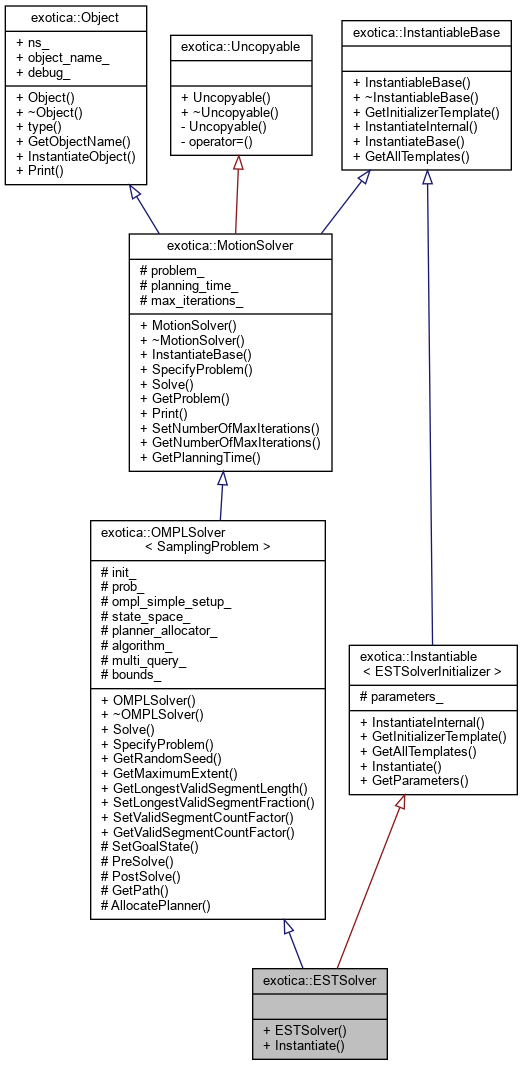 exotica::Object
+ ns_
+ object_name_
+ debug_
+ Object()
+ ~Object()
+ type()
+ GetObjectName()
+ InstantiateObject()
+ Print()
exotica::Uncopyable
+ Uncopyable()
+ ~Uncopyable()
- Uncopyable()
- operator=()
exotica::InstantiableBase
+ InstantiableBase()
+ ~InstantiableBase()
+ GetInitializerTemplate()
+ InstantiateInternal()
+ InstantiateBase()
+ GetAllTemplates()
exotica::MotionSolver
# problem_
# planning_time_
# max_iterations_
+ MotionSolver()
+ ~MotionSolver()
+ InstantiateBase()
+ SpecifyProblem()
+ Solve()
+ GetProblem()
+ Print()
+ SetNumberOfMaxIterations()
+ GetNumberOfMaxIterations()
+ GetPlanningTime()
exotica::OMPLSolver
< SamplingProblem >
# init_
# prob_
# ompl_simple_setup_
# state_space_
# planner_allocator_
# algorithm_
# multi_query_
# bounds_
+ OMPLSolver()
+ ~OMPLSolver()
+ Solve()
+ SpecifyProblem()
+ GetRandomSeed()
+ GetMaximumExtent()
+ GetLongestValidSegmentLength()
+ SetLongestValidSegmentFraction()
+ SetValidSegmentCountFactor()
+ GetValidSegmentCountFactor()
# SetGoalState()
# PreSolve()
# PostSolve()
# GetPath()
# AllocatePlanner()
exotica::Instantiable
< ESTSolverInitializer >
# parameters_
+ InstantiateInternal()
+ GetInitializerTemplate()
+ GetAllTemplates()
+ Instantiate()
+ GetParameters()
exotica::ESTSolver
+ ESTSolver()
+ Instantiate()